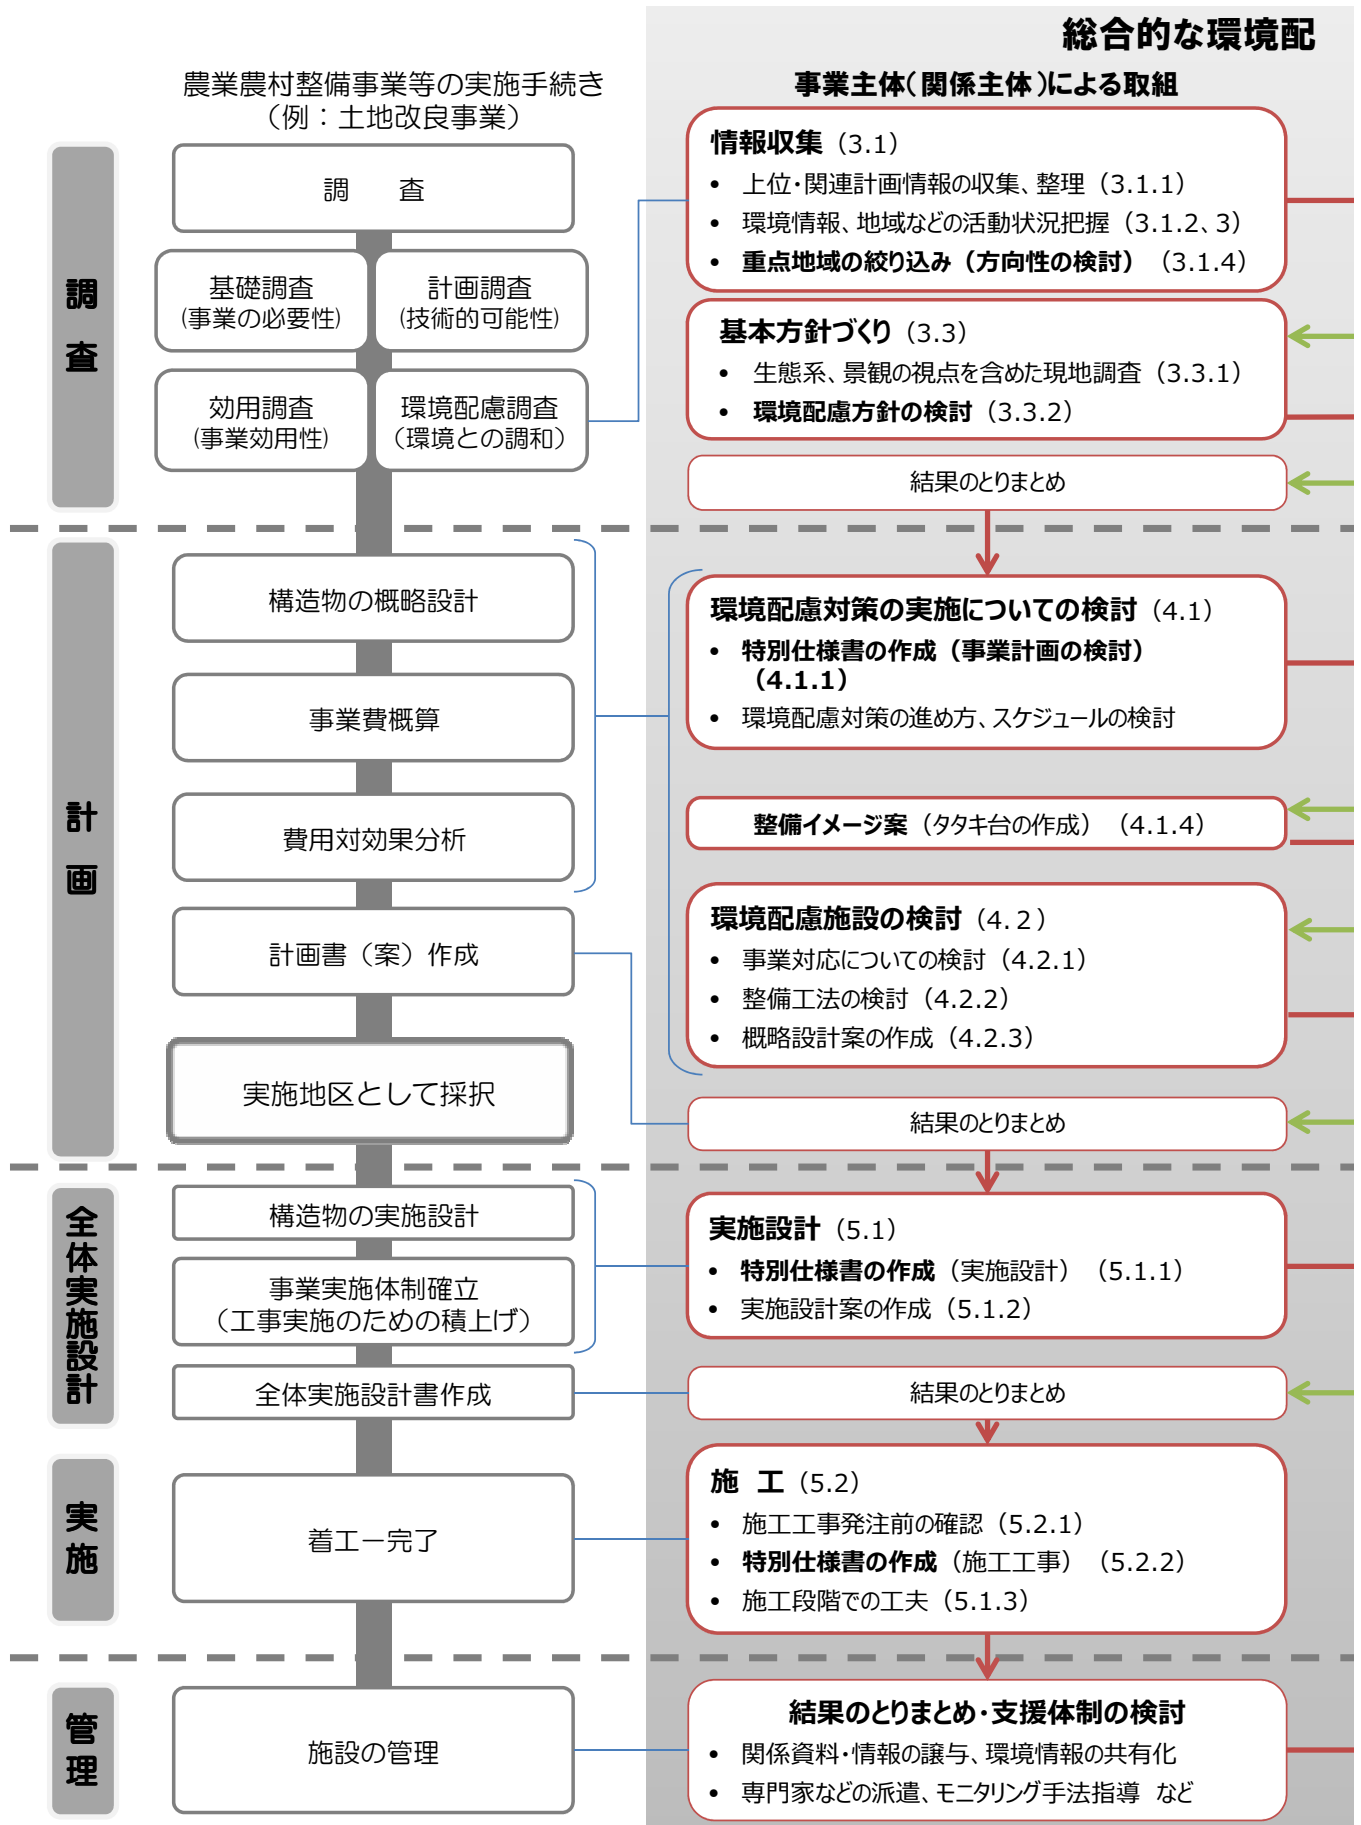 総合的な環境配
農業農村整備事業等の実施手続き
（例：土地改良事業）
事業主体（関係主体）による取組
調査
調　査
基礎調査
(事業の必要性)
計画調査
(技術的可能性)
効用調査
(事業効用性)
環境配慮調査
（環境との調和）
情報収集（3.1）
• 上位・関連計画情報の収集、整理（3.1.1）
• 環境情報、地域などの活動状況把握（3.1.2、3）
• 重点地域の絞り込み（方向性の検討）（3.1.4）
基本方針づくり（3.3）
• 生態系、景観の視点を含めた現地調査（3.3.1）
• 環境配慮方針の検討（3.3.2）
結果のとりまとめ
計画
構造物の概略設計
事業費概算
費用対効果分析
計画書（案）作成
実施地区として採択
環境配慮対策の実施についての検討（4.1）
• 特別仕様書の作成（事業計画の検討）
（4.1.1）
• 環境配慮対策の進め方、スケジュールの検討
整備イメージ案（タタキ台の作成）（4.1.4）
環境配慮施設の検討（4.２）
• 事業対応についての検討（4.2.1）
• 整備工法の検討（4.2.2）
• 概略設計案の作成（4.2.3）
結果のとりまとめ
全体実施設計
構造物の実施設計
事業実施体制確立
（工事実施のための積上げ）
全体実施設計書作成
実施設計（5.1）
• 特別仕様書の作成（実施設計）（5.1.1）
• 実施設計案の作成（5.1.2）
結果のとりまとめ
実施
着工ー完了
施　工（5.2）
• 施工工事発注前の確認（5.2.1）
• 特別仕様書の作成（施工工事）（5.2.2）
• 施工段階での工夫（5.1.3）
管理
施設の管理
結果のとりまとめ・支援体制の検討
• 関係資料・情報の譲与、環境情報の共有化
• 専門家などの派遣、モニタリング手法指導 など